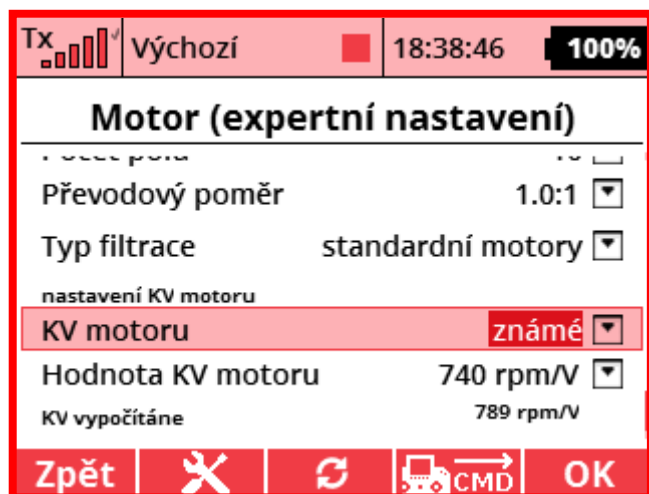 Tx Výchozí 18:38:46 100%
Motor (expertní nastavení)
Převodový poměr 1.0:1
Typ filtrace standardní motory
nastavení KV motoru
KV motoru známé
Hodnota KV motoru 740 rpm/V
KV vypočítáne 789 rpm/V
Zpět CMD OK